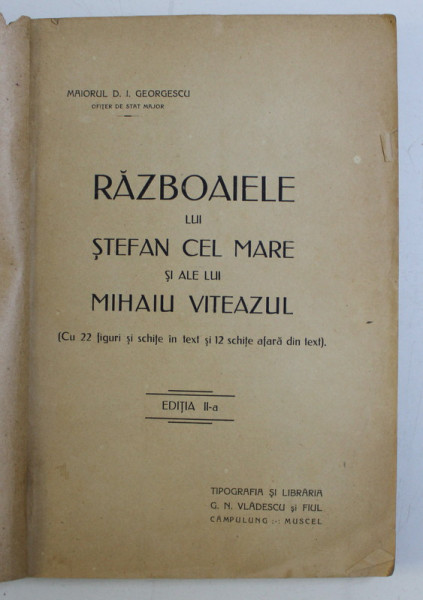 MAIORUL D. I. GEORGESCU
OFIȚER DE STAT MAJOR
RĂZBOAIELE
LUI
ȘTEFAN CEL MARE
ȘI ALE LUI
MIHAIU VITEAZUL
(Cu 22 figuri și schițe în text și 12 schițe afară din text).
EDIȚIA II-a
TIPOGRAFIA ȘI LIBRĂRIA
G. N. VLĂDESCU și FIUL
CÂMPULUNG :-: MUSCEL